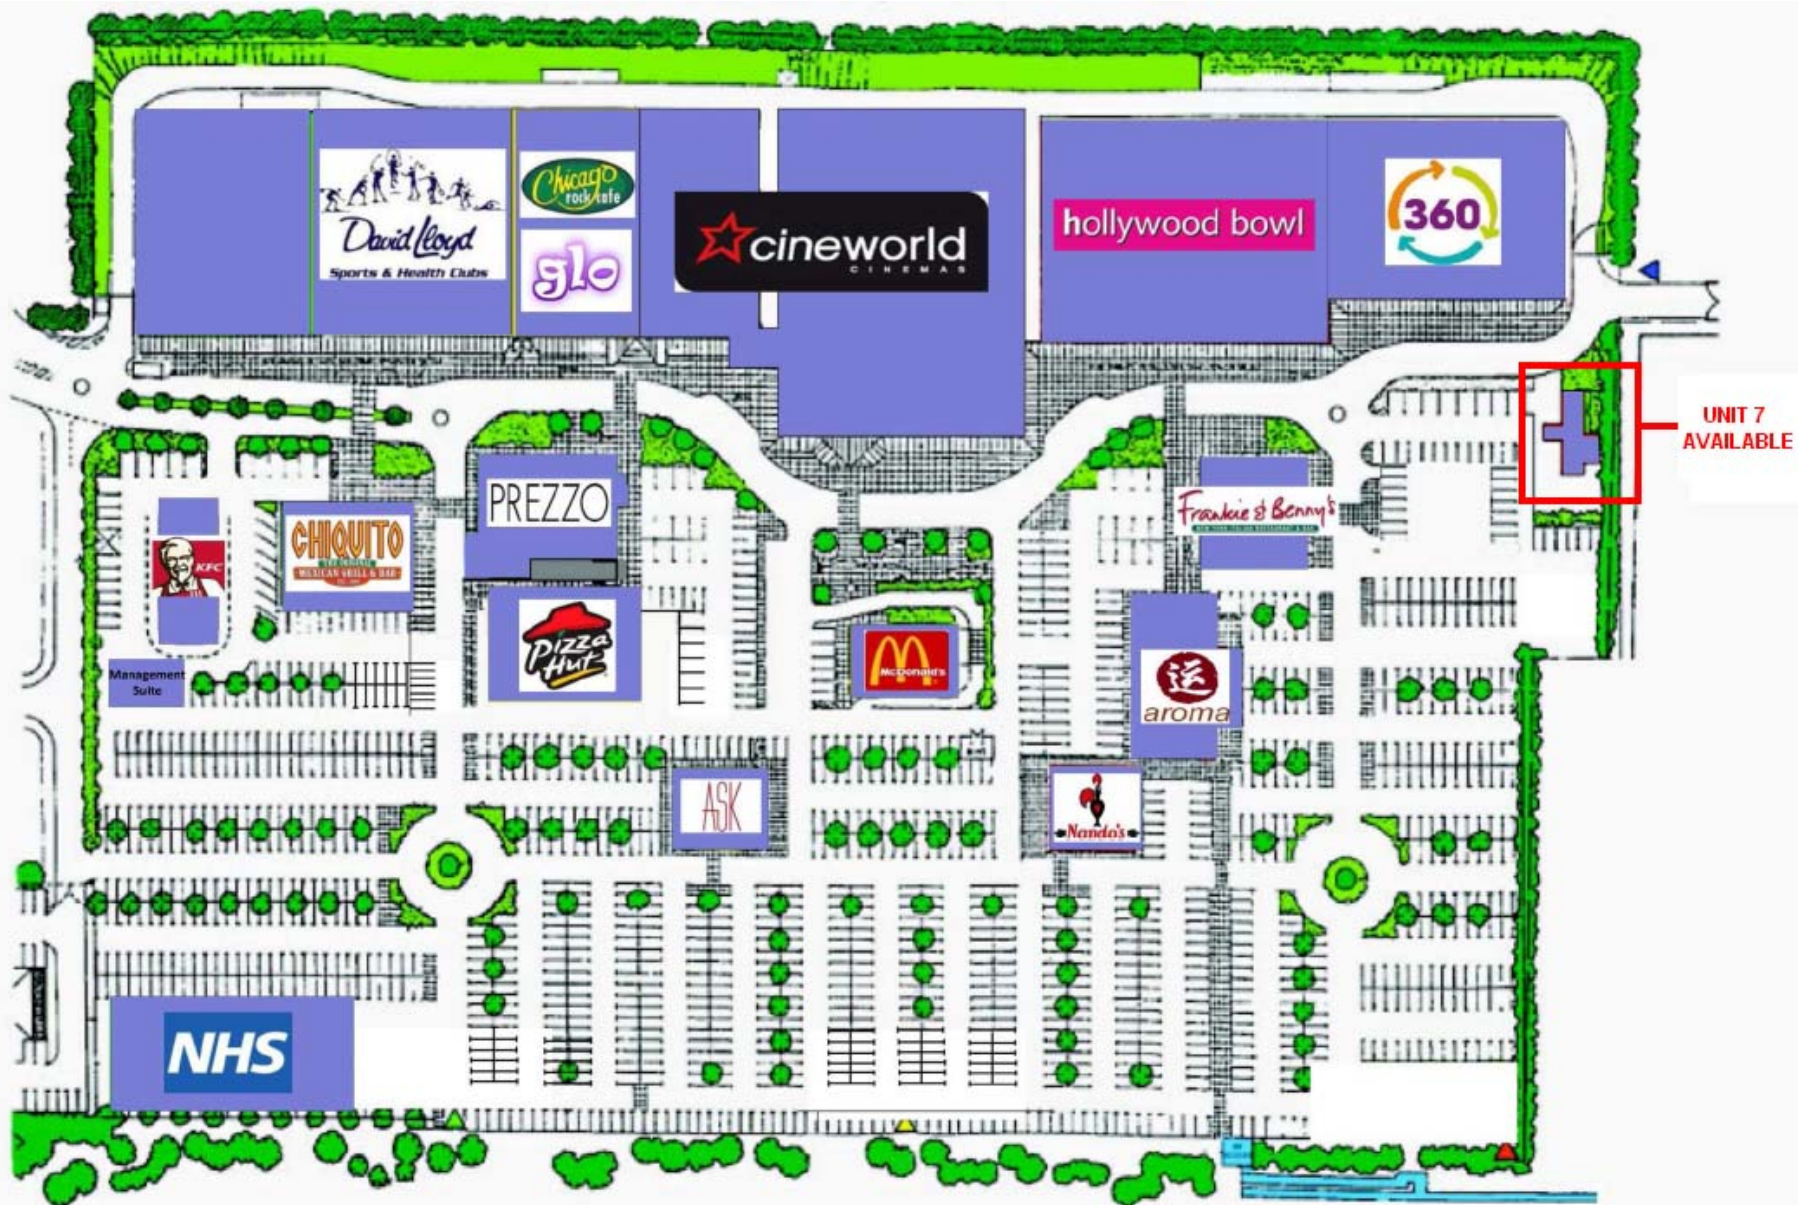 David Lloyd
Sports & Health Clubs
Chicago
rock cafe
glo
cineworld
CINEMAS
hollywood bowl
360
UNIT 7
AVAILABLE
PREZZO
Frankie & Benny's
CHIQUITO
MEXICAN GRILL & BAR
KFC
Pizza
Hut
McDonald's
运
aroma
Management
Suite
ASK
Nando's
NHS